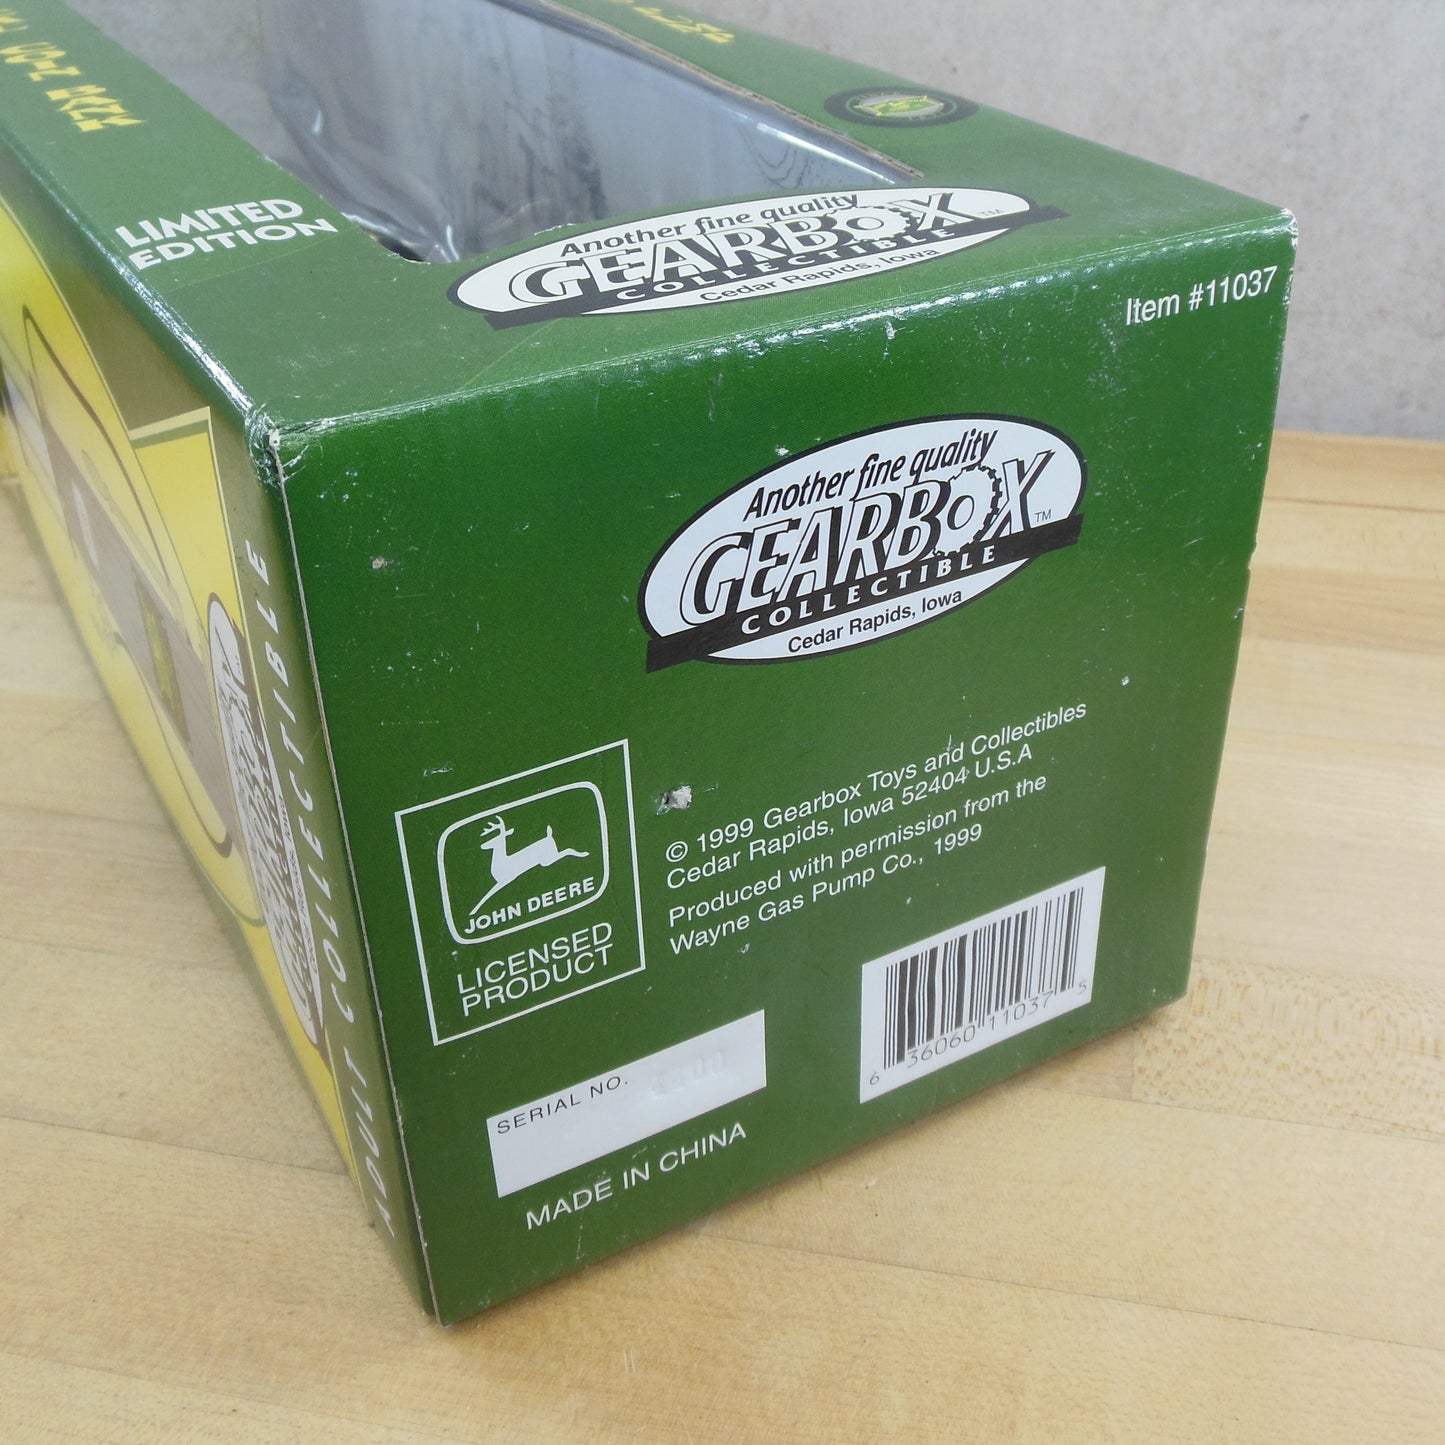 LIMITED
EDITION
Another fine quality
GEARBOX TM
COLLECTIBLE
Cedar Rapids, Iowa
Item #11037
Another fine quality
GEARBOX TM
COLLECTIBLE
Cedar Rapids, Iowa
© 1999 Gearbox Toys and Collectibles
Cedar Rapids, Iowa 52404 U.S.A
Produced with permission from the
Wayne Gas Pump Co., 1999
JOHN DEERE
LICENSED
PRODUCT
6 36060 11037 5
SERIAL NO.
MADE IN CHINA
ADULT COLLECTIBLE